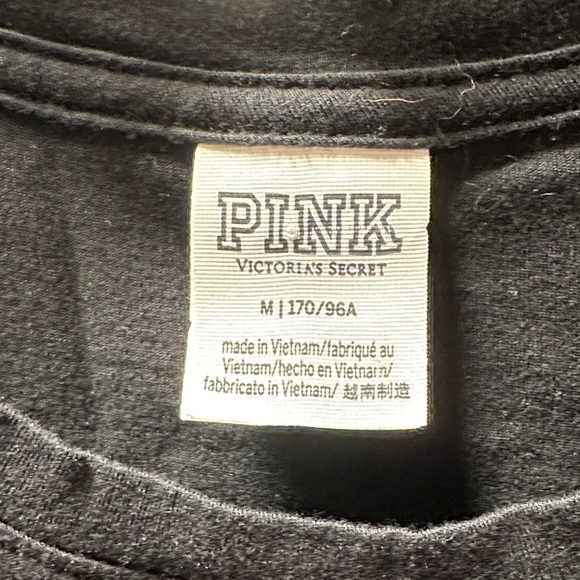 PINK
VICTORIA'S SECRET
M | 170/96A
made in Vietnam/fabriqué au
Vietnam/hecho en Vietnam/
fabbricato in Vietnam/ 越南制造